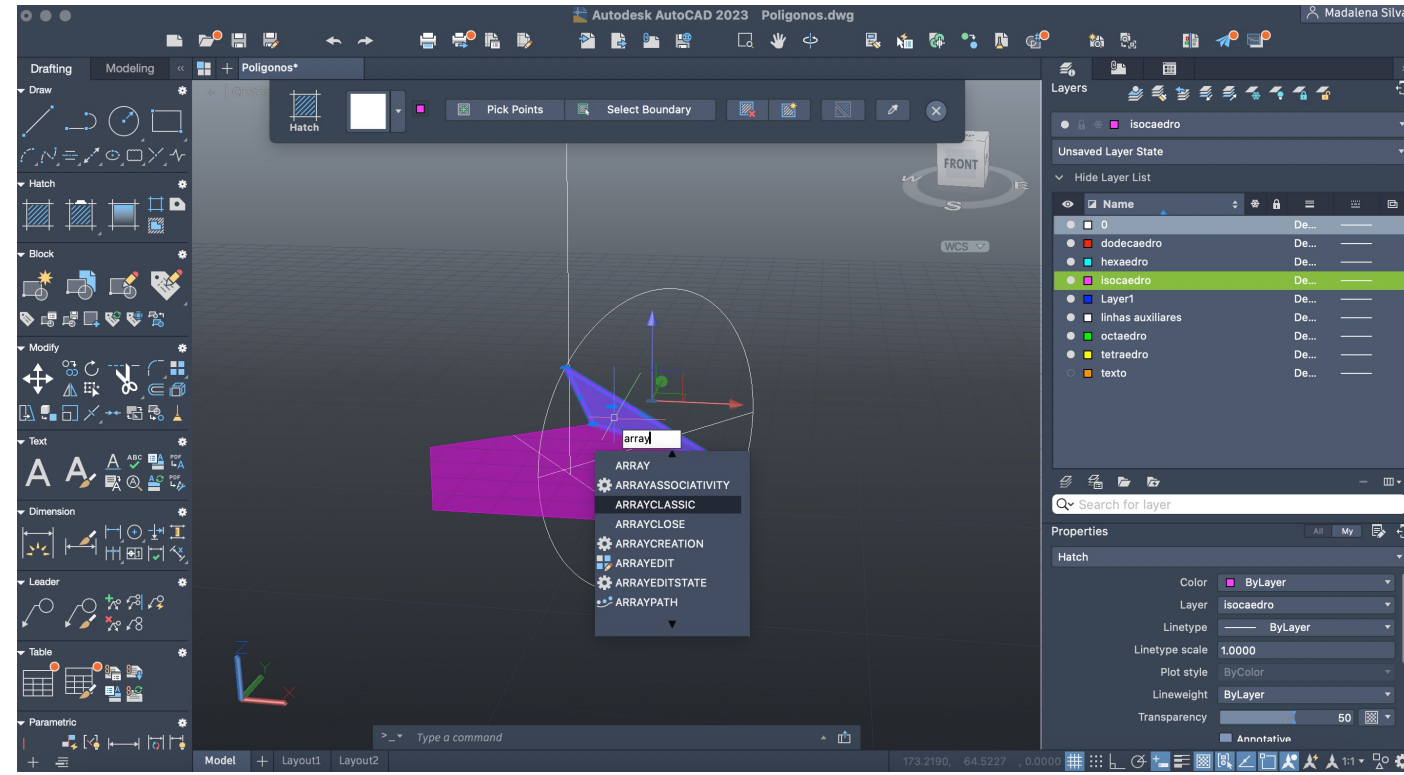 Autodesk AutoCAD 2023 Poligonos.dwg
Madalena Silva
Drafting Modeling
Poligonos*
Draw
Hatch
Block
Modify
Text
Dimension
Leader
Table
Parametric
Hatch
Pick Points
Select Boundary
FRONT
W
S
E
WCS
array
ARRAY
ARRAYASSOCIATIVITY
ARRAYCLASSIC
ARRAYCLOSE
ARRAYCREATION
ARRAYEDIT
ARRAYEDITSTATE
ARRAYPATH
Z
Y
X
>_ Type a command
Model + Layout1 Layout2
173.2190, 64.5227 , 0.0000
1:1
Layers
isocaedro
Unsaved Layer State
Hide Layer List
Name
0 De...
dodecaedro De...
hexaedro De...
isocaedro De...
Layer1 De...
linhas auxiliares De...
octaedro De...
tetraedro De...
texto De...
Search for layer
Properties
All My
Hatch
Color ByLayer
Layer isocaedro
Linetype ByLayer
Linetype scale 1.0000
Plot style ByColor
Lineweight ByLayer
Transparency 50
Annotative